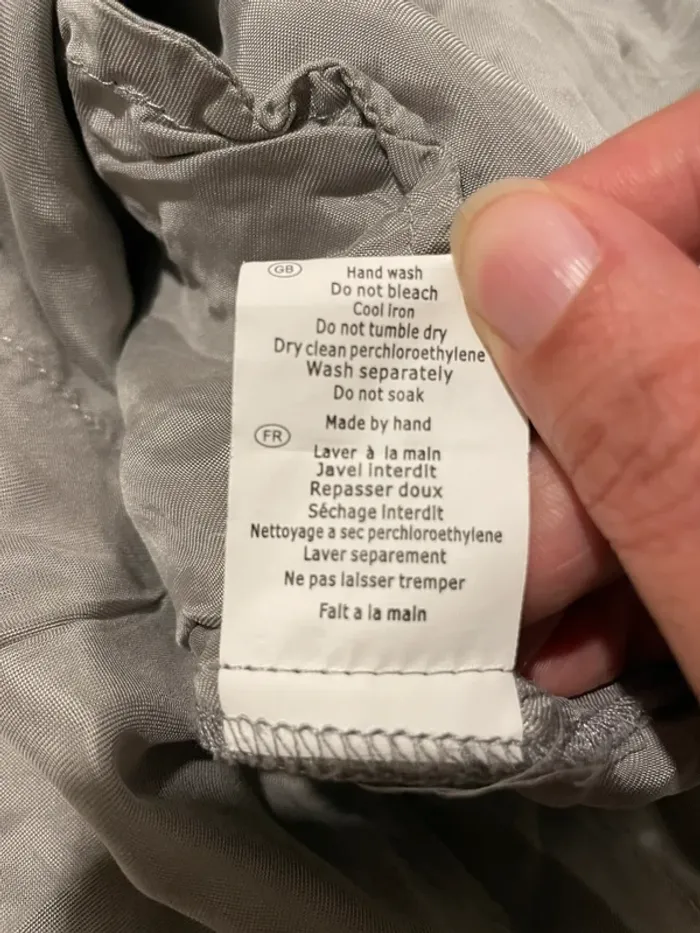 GB
Hand wash
Do not bleach
Cool Iron
Do not tumble dry
Dry clean perchloroethylene
Wash separately
Do not soak
Made by hand
FR
Laver à la main
Javel interdit
Repasser doux
Séchage interdit
Nettoyage a sec perchloroethylene
Laver separement
Ne pas laisser tremper
Fait a la main